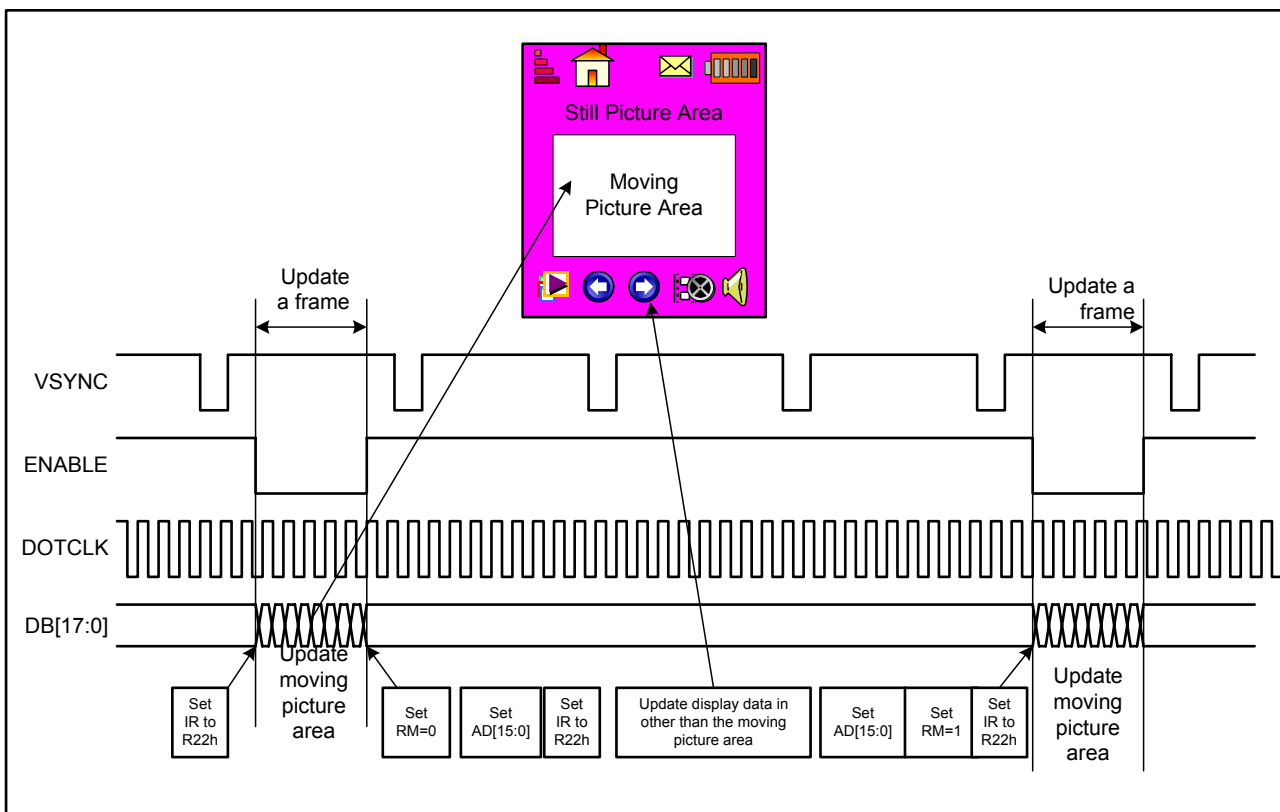 Still Picture Area
Moving
Picture Area
Update
a frame
Update a
frame
VSYNC
ENABLE
DOTCLK
DB[17:0]
Set
IR to
R22h
Update
moving
picture
area
Set
RM=0
Set
AD[15:0]
Set
IR to
R22h
Update display data in
other than the moving
picture area
Set
AD[15:0]
Set
RM=1
Set
IR to
R22h
Update
moving
picture
area